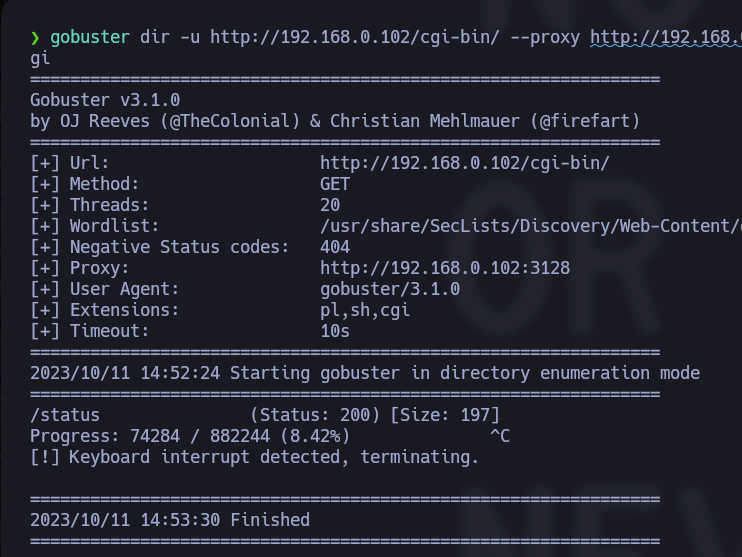 ❯ gobuster dir -u http://192.168.0.102/cgi-bin/ --proxy http://192.168.
gi
===============================================================
Gobuster v3.1.0
by OJ Reeves (@TheColonial) & Christian Mehlmauer (@firefart)
===============================================================
[+] Url:                     http://192.168.0.102/cgi-bin/
[+] Method:                  GET
[+] Threads:                 20
[+] Wordlist:                /usr/share/SecLists/Discovery/Web-Content/
[+] Negative Status codes:   404
[+] Proxy:                   http://192.168.0.102:3128
[+] User Agent:              gobuster/3.1.0
[+] Extensions:              pl,sh,cgi
[+] Timeout:                 10s
===============================================================
2023/10/11 14:52:24 Starting gobuster in directory enumeration mode
===============================================================
/status               (Status: 200) [Size: 197]
Progress: 74284 / 882244 (8.42%)              ^C
[!] Keyboard interrupt detected, terminating.

===============================================================
2023/10/11 14:53:30 Finished
===============================================================
OR